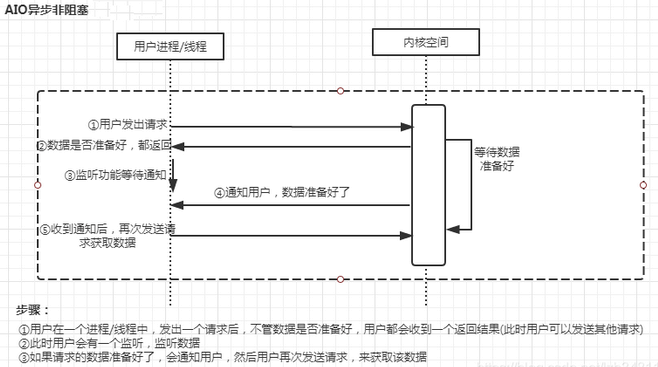 AIO异步非阻塞
用户进程/线程
内核空间
①用户发出请求
②数据是否准备好，都返回
等待数据
准备好
③监听功能等待通知
④通知用户，数据准备好了
⑤收到通知后，再次发送请
求获取数据
步骤：
①用户在一个进程/线程中，发出一个请求后，不管数据是否准备好，用户都会收到一个返回结果(此时用户可以发送其他请求)
②此时用户会有一个监听，监听数据
③如果请求的数据准备好了，会通知用户，然后用户再次发送请求，来获取该数据